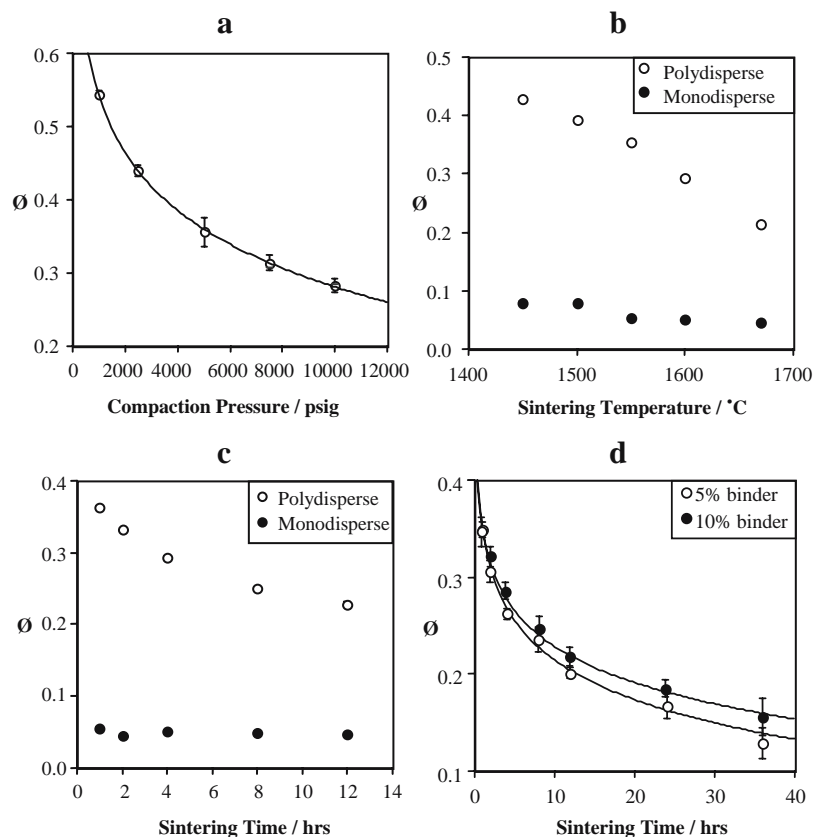 a
0.6
0.5
Ø 0.4
0.3
0.2
0 2000 4000 6000 8000 10000 12000
Compaction Pressure / psig
b
Polydisperse
Monodisperse
0.5
0.4
0.3
Ø
0.2
0.1
0.0
1400 1500 1600 1700
Sintering Temperature / °C
c
Polydisperse
Monodisperse
0.4
0.3
Ø 0.2
0.1
0.0
0 2 4 6 8 10 12 14
Sintering Time / hrs
d
5% binder
10% binder
0.4
0.3
Ø
0.2
0.1
0 10 20 30 40
Sintering Time / hrs